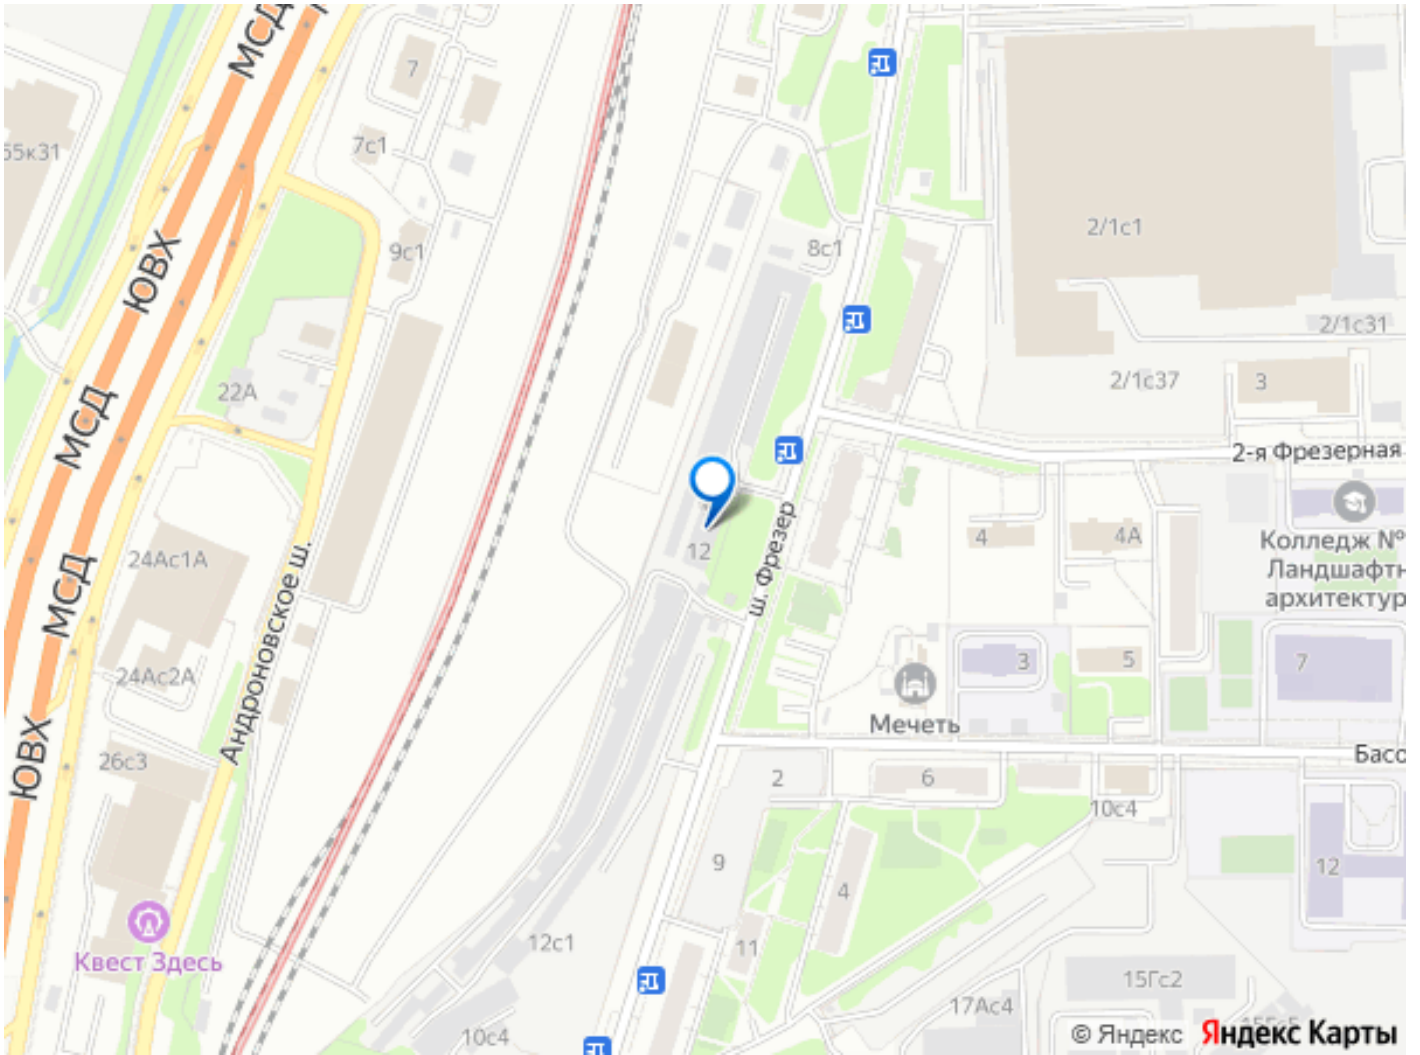 МСД
7
55к31
7с1
2/1с1
8с1
9с1
ЮВХ
2/1с31
2/1с37
3
22А
МСД
2-я Фрезерная
24Ас1А
МСД
12
ш. Фрезер
4
4А
Колледж №
Ландшафтн
архитектур
Андроновское ш.
3
5
7
24Ас2А
Мечеть
ЮВХ
26с3
2
6
Басо
10с4
9
4
12
Квест Здесь
12с1
11
15Гс2
17Ас4
10с4
© Яндекс Яндекс Карты